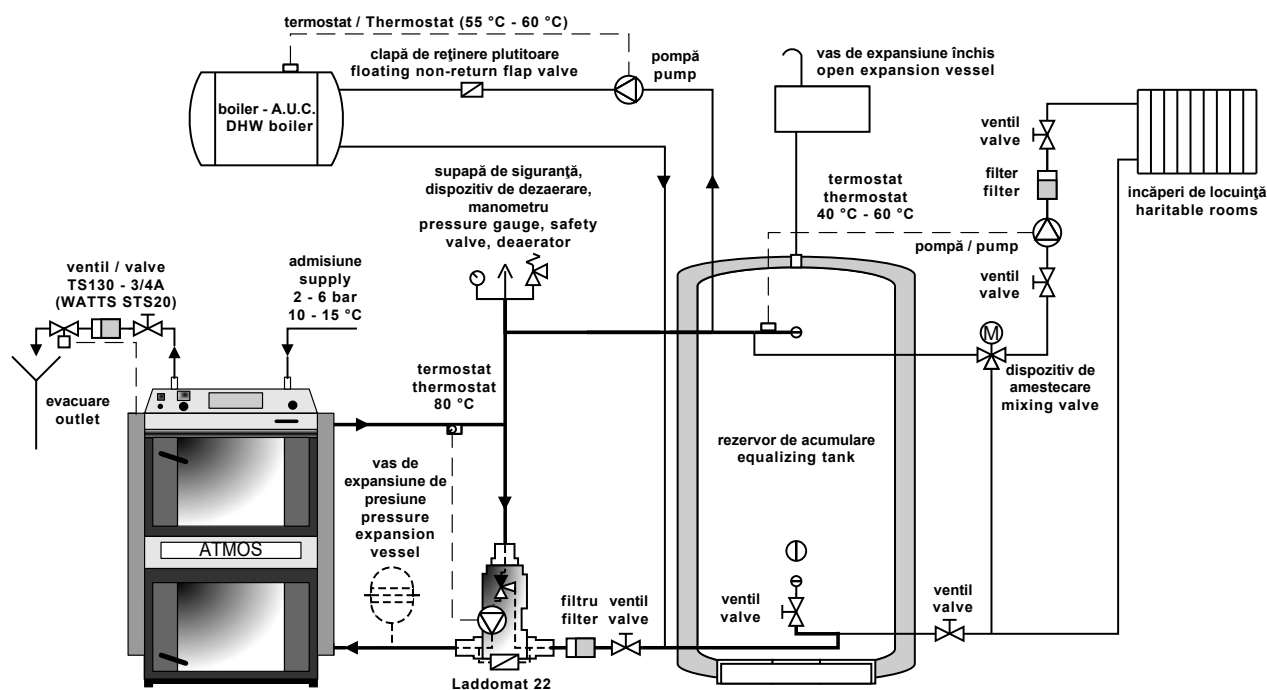 termostat / Thermostat (55 °C - 60 °C)
clapă de reţinere plutitoare
floating non-return flap valve
pompă
pump
boiler - A.U.C.
DHW boiler
vas de expansiune închis
open expansion vessel
ventil
valve
filter
filter
incăperi de locuinţă
haritable rooms
supapă de siguranţă,
dispozitiv de dezaerare,
manometru
pressure gauge, safety
valve, deaerator
termostat
thermostat
40 °C - 60 °C
pompă / pump
ventil
valve
ventil / valve
TS130 - 3/4A
(WATTS STS20)
admisiune
supply
2 - 6 bar
10 - 15 °C
M
dispozitiv de
amestecare
mixing valve
evacuare
outlet
termostat
thermostat
80 °C
rezervor de acumulare
equalizing tank
vas de
expansiune de
presiune
pressure
expansion
vessel
ATMOS
filtru
filter
ventil
valve
ventil
valve
ventil
valve
Laddomat 22